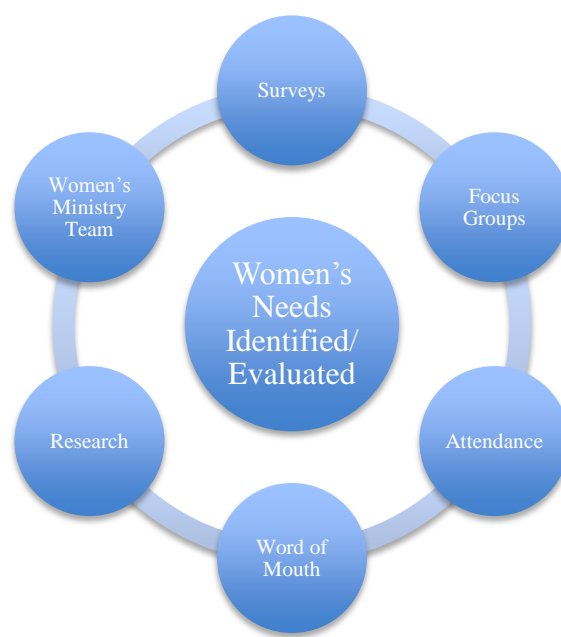 Surveys
Women’s
Ministry
Team
Focus
Groups
Women’s
Needs
Identified/
Evaluated
Research
Attendance
Word of
Mouth